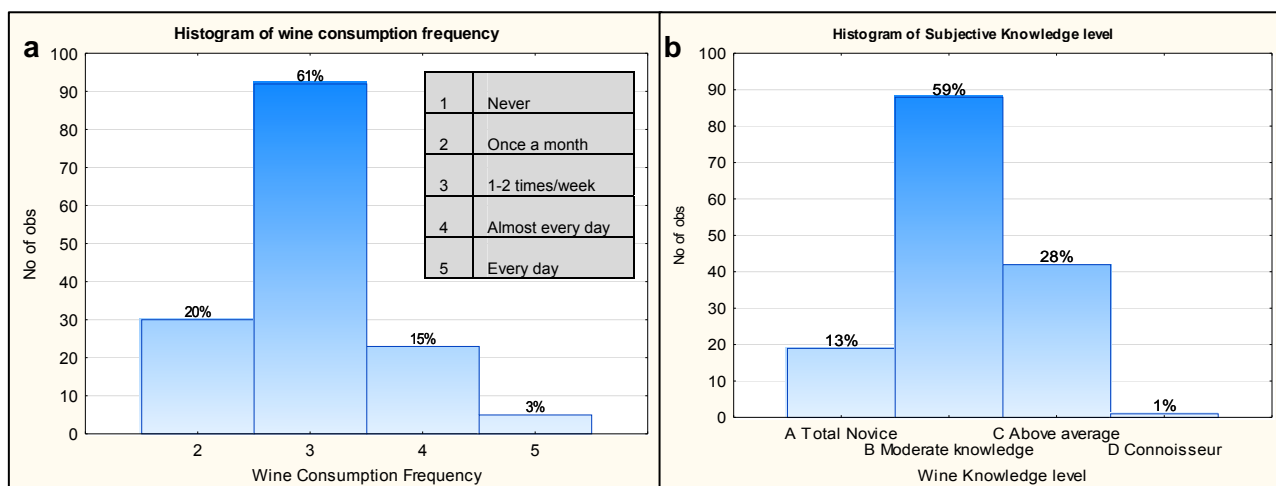 a
Histogram of wine consumption frequency
100
90
80
70
60
50
40
30
20
10
0
No of obs
20%
61%
15%
3%
1 Never
2 Once a month
3 1-2 times/week
4 Almost every day
5 Every day
2 3 4 5
Wine Consumption Frequency
b
Histogram of Subjective Knowledge level
100
90
80
70
60
50
40
30
20
10
0
No of obs
13%
59%
28%
1%
A Total Novice C Above average
B Moderate knowledge D Connoisseur
Wine Knowledge level